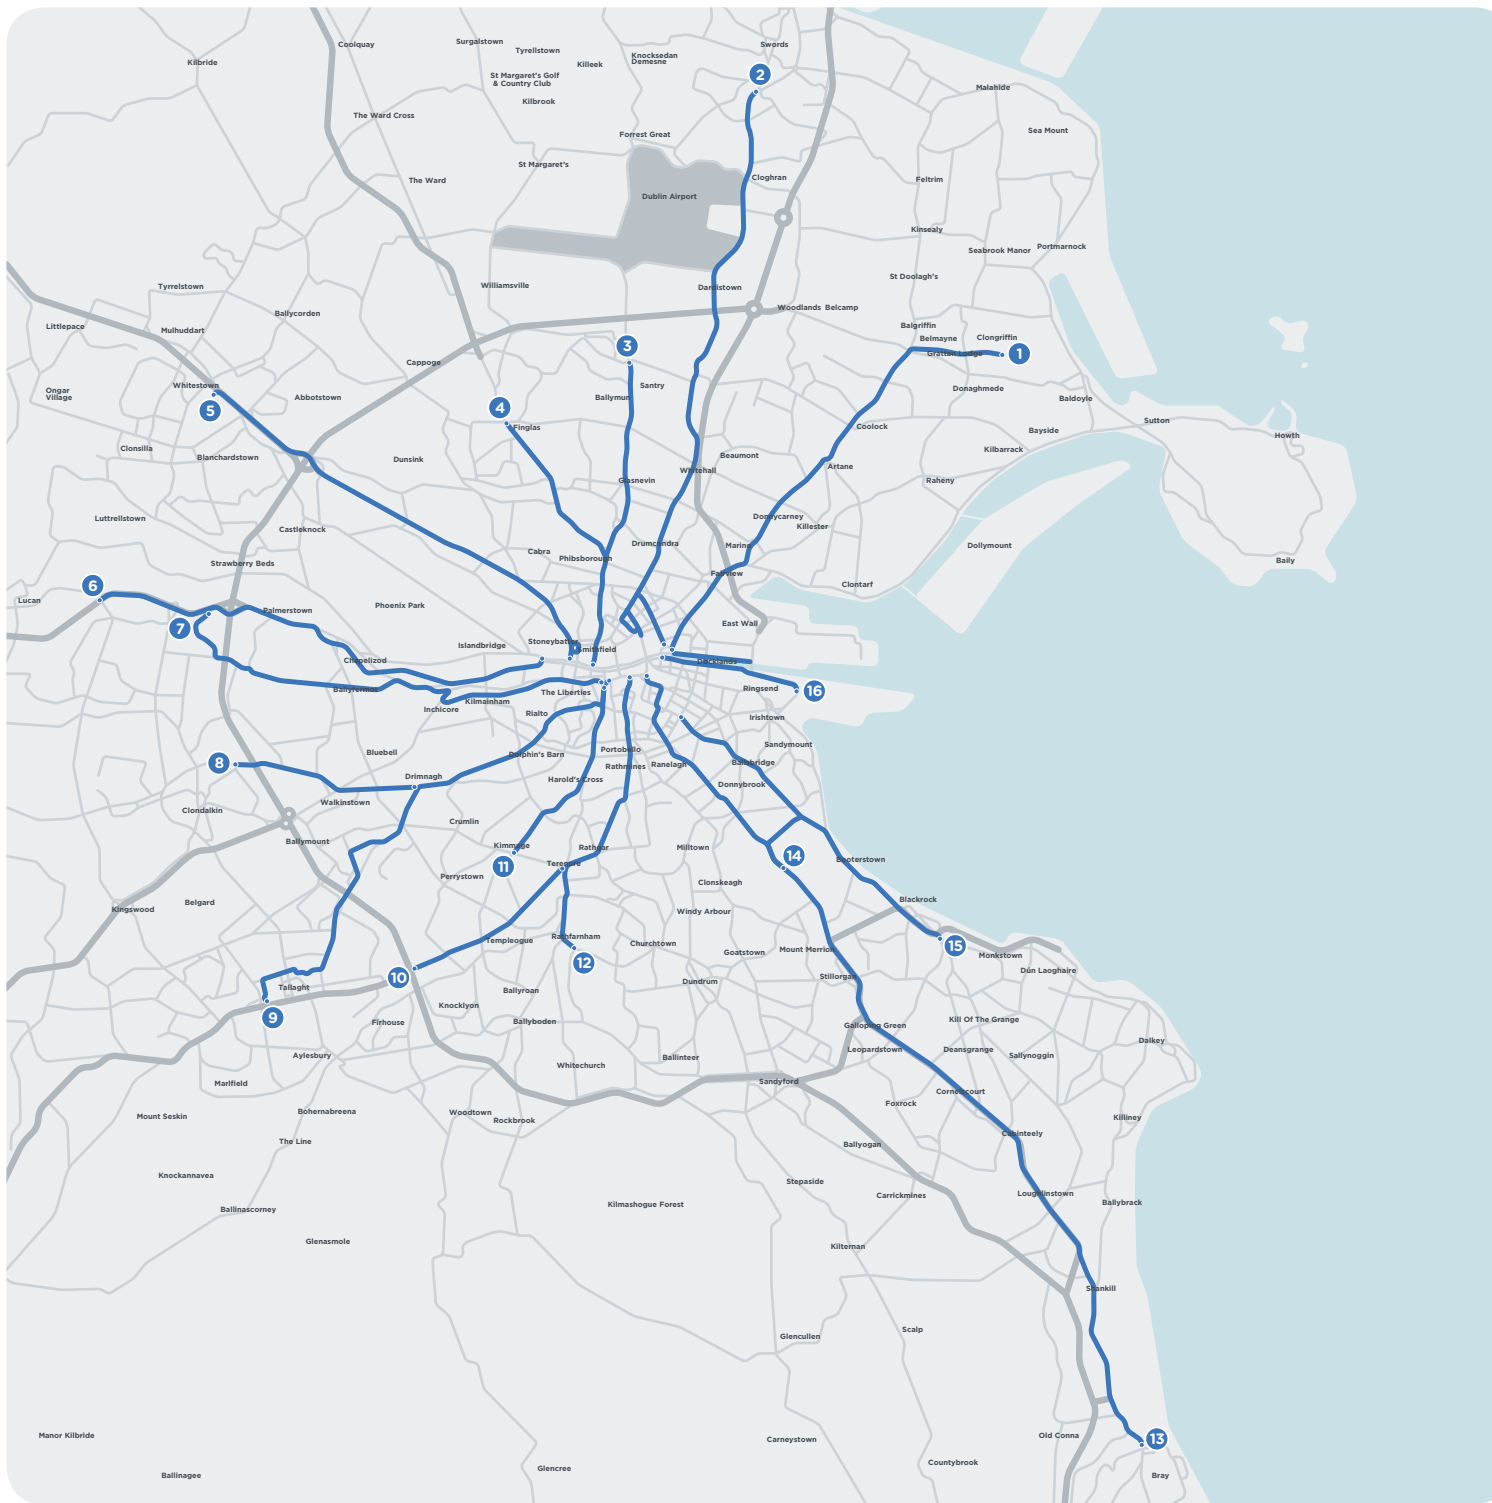 Coolquay
Surgalstown
Tyrellstown
Knocksedan
Demesne
Swords
Kilbride
Killeek
St Margaret's Golf
& Country Club
2
Malahide
Kilbrook
The Ward Cross
Forrest Great
Sea Mount
St Margaret's
The Ward
Cloghran
Feltrim
Dublin Airport
Kinsealy
Seabrook Manor
Portmarnock
Tyrrelstown
Williamsville
Dardistown
St Doolagh's
Ballycorden
Woodlands
Belcamp
Littlepace
Mulhuddart
Balgriffin
Belmayne
Clongriffin
3
Grattan Lodge
1
Cappoge
Whitestown
Santry
Donaghmede
Ongar
Village
Abbotstown
Ballymun
Baldoyle
5
4
Finglas
Coolock
Bayside
Sutton
Howth
Clonsilla
Blanchardstown
Dunsink
Beaumont
Kilbarrack
Whitehall
Artane
Glasnevin
Raheny
Luttrellstown
Castleknock
Donnycarney
Killester
Cabra
Phibsborough
Drumcondra
Marino
Dollymount
Baily
Strawberry Beds
Fairview
Clontarf
6
Lucan
Palmerstown
Phoenix Park
7
East Wall
Islandbridge
Stoneybatter
Smithfield
Chapelizod
Docklands
Ballyfermot
The Liberties
Ringsend
16
Kilmainham
Inchicore
Rialto
Irishtown
Bluebell
Dolphin's Barn
Portobello
Sandymount
8
Rathmines
Ranelagh
Ballsbridge
Drimnagh
Harold's Cross
Donnybrook
Clondalkin
Walkinstown
Crumlin
Ballymount
Kimmage
Rathgar
Milltown
11
Terenure
14
Booterstown
Perrystown
Clonskeagh
Kingswood
Belgard
Windy Arbour
Blackrock
Templeogue
Rathfarnham
Churchtown
Goatstown
Mount Merrion
15
Monkstown
12
10
Stillorgan
Dún Laoghaire
Tallaght
Ballyroan
Dundrum
9
Knocklyon
Firhouse
Ballyboden
Galloping Green
Kill Of The Grange
Dalkey
Aylesbury
Whitechurch
Ballinteer
Leopardstown
Deansgrange
Sallynoggin
Marlfield
Sandyford
Cornelscourt
Mount Seskin
Bohernabreena
Woodtown
Rockbrook
Foxrock
Killiney
The Line
Ballyogan
Cabinteely
Knockannavea
Stepaside
Carrickmines
Loughlinstown
Ballybrack
Ballinascorney
Kilmashogue Forest
Glenasmole
Kilternan
Shankill
Glencullen
Scalp
Manor Kilbride
Carneystown
Old Conna
13
Ballinagee
Glencree
Countybrook
Bray